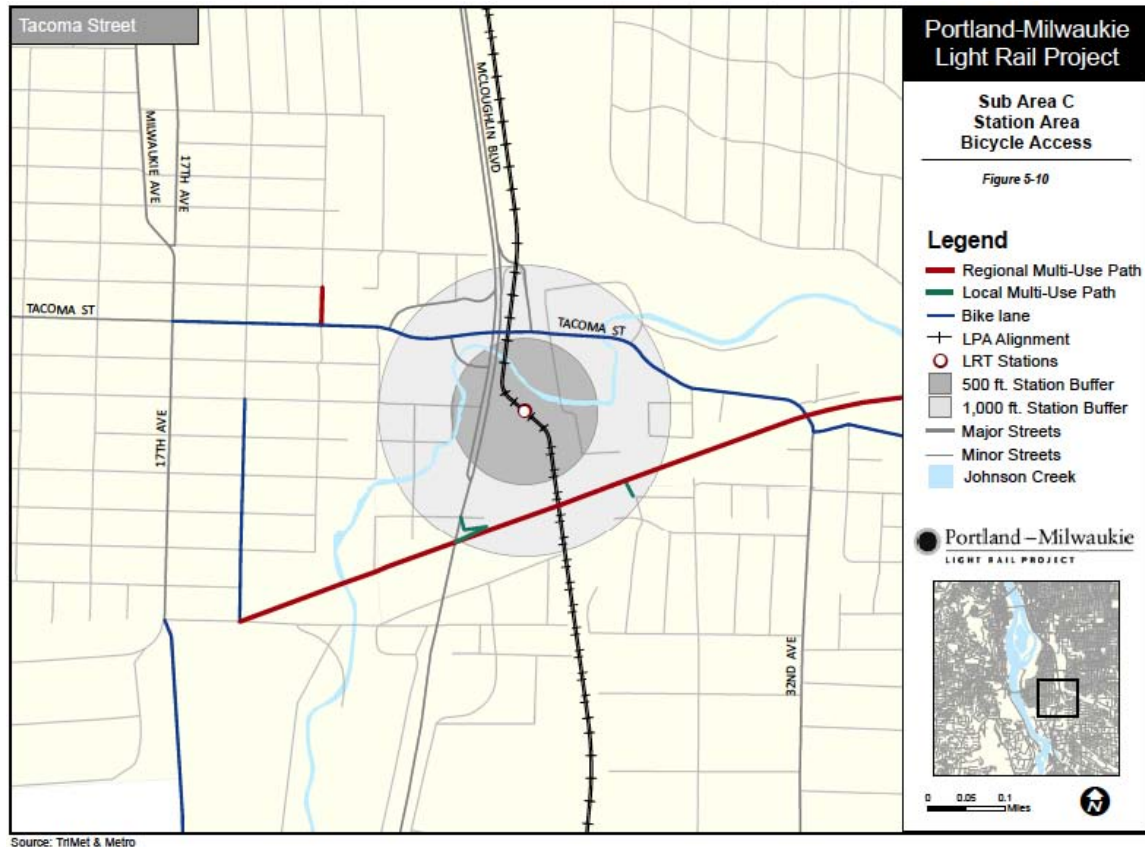 Tacoma Street
MILWAUKIE AVE
17TH AVE
MCLOUGHLIN BLVD
TACOMA ST
TACOMA ST
17TH AVE
32ND AVE
Portland-Milwaukie
Light Rail Project
Sub Area C
Station Area
Bicycle Access
Figure 5-10
Legend
Regional Multi-Use Path
Local Multi-Use Path
Bike lane
LPA Alignment
LRT Stations
500 ft. Station Buffer
1,000 ft. Station Buffer
Major Streets
Minor Streets
Johnson Creek
Portland–Milwaukie
LIGHT RAIL PROJECT
0 0.05 0.1
Miles
N
Source: TriMet & Metro